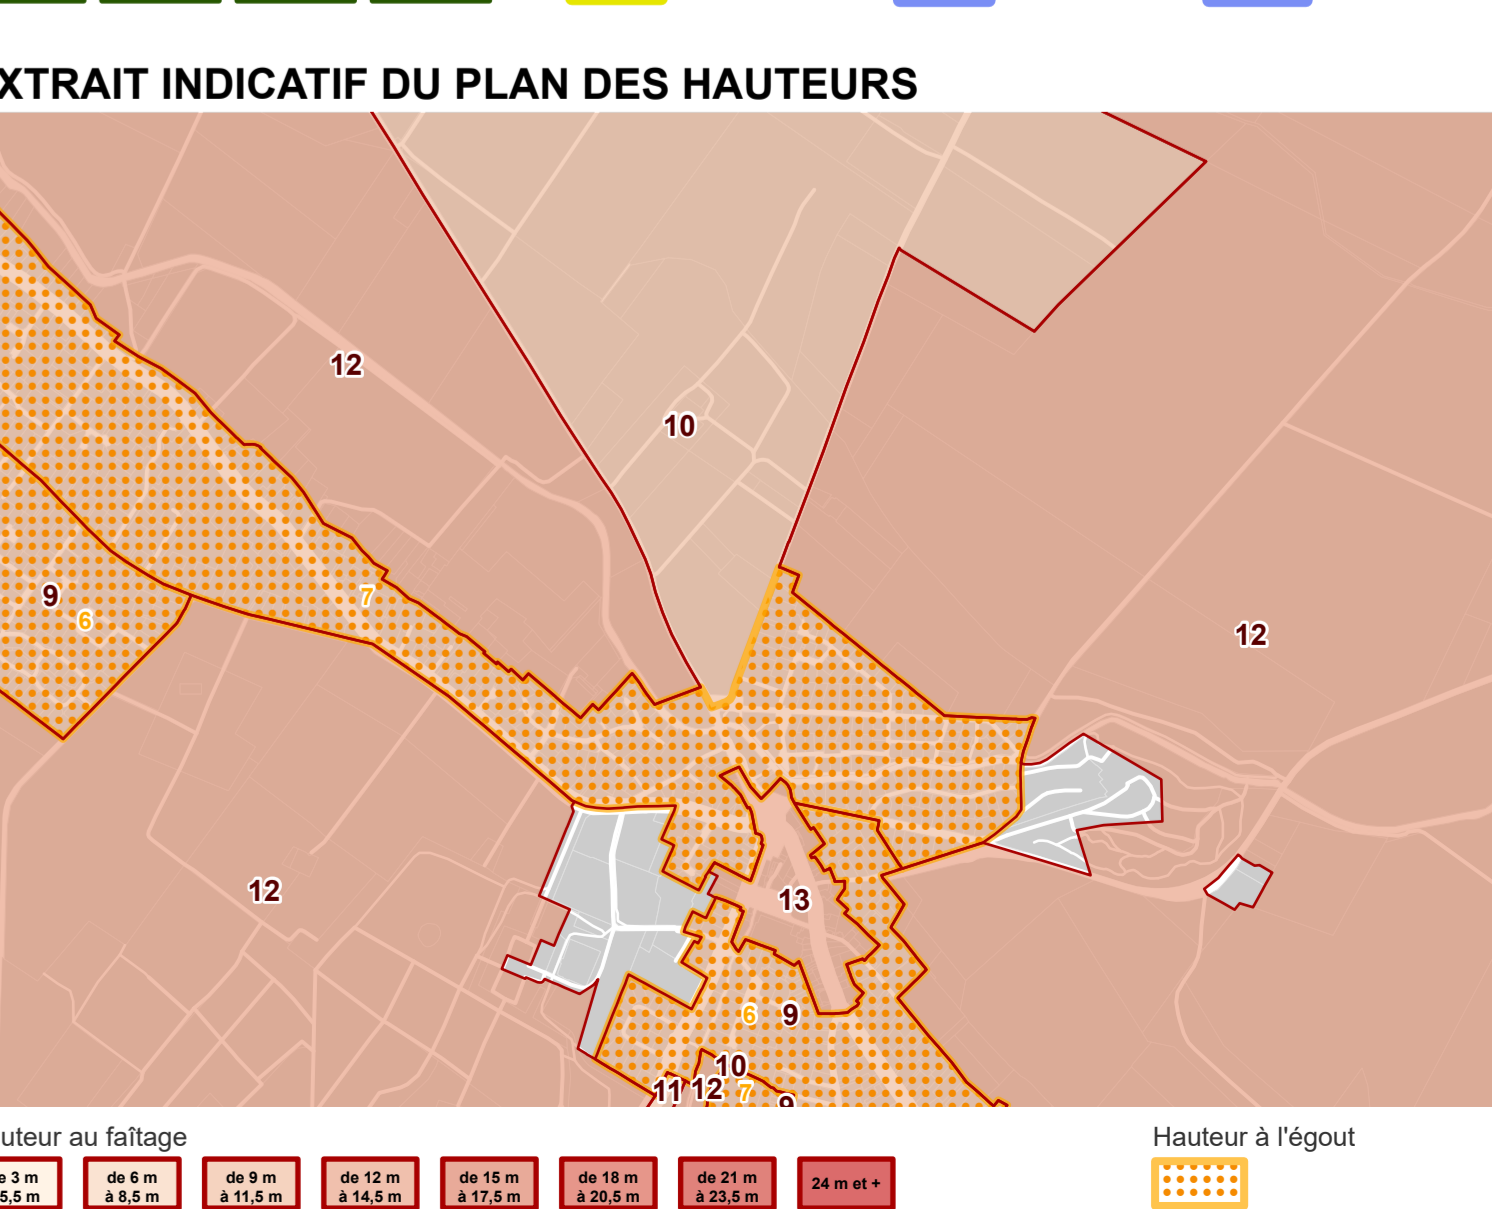 XTRAIT INDICATIF DU PLAN DES HAUTEURS
12
10
9
6
7
12
12
13
6 9
10
11 12 7
9
uteur au faîtage
Hauteur à l'égout
e 3 m
5,5 m
de 6 m
à 8,5 m
de 9 m
à 11,5 m
de 12 m
à 14,5 m
de 15 m
à 17,5 m
de 18 m
à 20,5 m
de 21 m
à 23,5 m
24 m et +